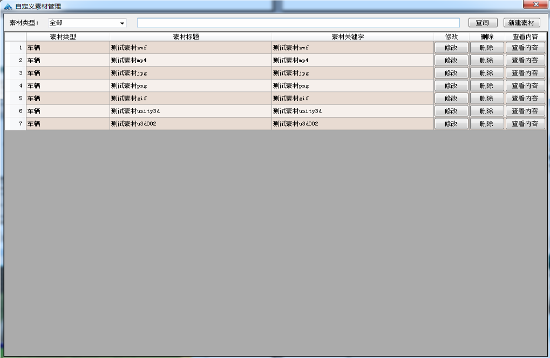 自定义素材管理
素材类型： 全部 查询 新建素材
素材类型 素材标题 素材关键字 修改 删除 查看内容
1 车辆 测试素材swf 测试素材swf 修改 删除 查看内容
2 车辆 测试素材mp4 测试素材mp4 修改 删除 查看内容
3 车辆 测试素材jpg 测试素材jpg 修改 删除 查看内容
4 车辆 测试素材png 测试素材png 修改 删除 查看内容
5 车辆 测试素材gif 测试素材gif 修改 删除 查看内容
6 车辆 测试素材unity3d 测试素材unity3d 修改 删除 查看内容
7 车辆 测试素材u3d002 测试素材u3d002 修改 删除 查看内容